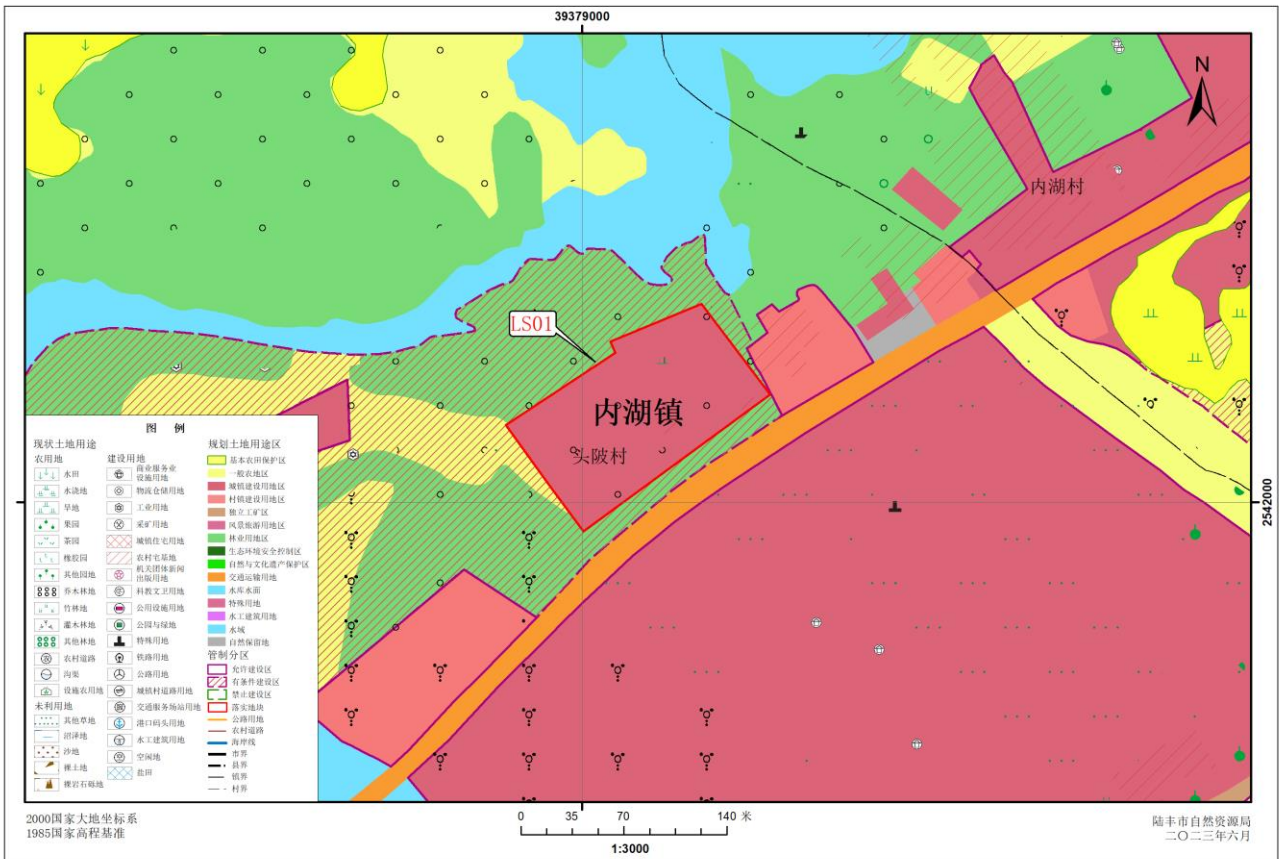 39379000
N
内湖村
LS01
内湖镇
头陂村
2542000
图 例
现状土地用途
农用地
水田
水浇地
旱地
果园
茶园
橡胶园
其他园地
乔木林地
竹林地
灌木林地
其他林地
农村道路
沟渠
设施农用地
未利用地
其他草地
沼泽地
沙地
裸土地
裸岩石砾地
建设用地
商业服务业
设施用地
物流仓储用地
工业用地
采矿用地
城镇住宅用地
农村宅基地
机关团体新闻
出版用地
科教文卫用地
公用设施用地
公园与绿地
特殊用地
铁路用地
公路用地
城镇村道路用地
交通服务场站用地
港口码头用地
水工建筑用地
空闲地
盐田
规划土地用途区
基本农田保护区
一般农地区
城镇建设用地区
村镇建设用地区
独立工矿区
风景旅游用地区
林业用地区
生态环境安全控制区
自然与文化遗产保护区
交通运输用地
水库水面
特殊用地
水工建筑用地
水域
自然保留地
管制分区
允许建设区
有条件建设区
禁止建设区
落实地块
公路用地
农村道路
海岸线
市界
县界
镇界
村界
2000国家大地坐标系
1985国家高程基准
0 35 70 140 米
1:3000
陆丰市自然资源局
二〇二三年六月